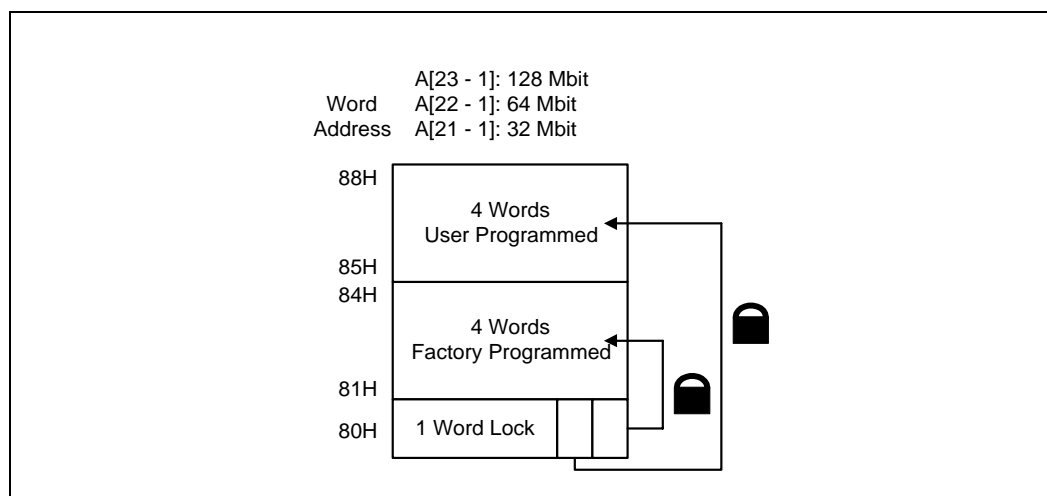 A[23 - 1]: 128 Mbit
Word A[22 - 1]: 64 Mbit
Address A[21 - 1]: 32 Mbit
88H
4 Words
User Programmed
85H
84H
4 Words
Factory Programmed
81H
80H 1 Word Lock